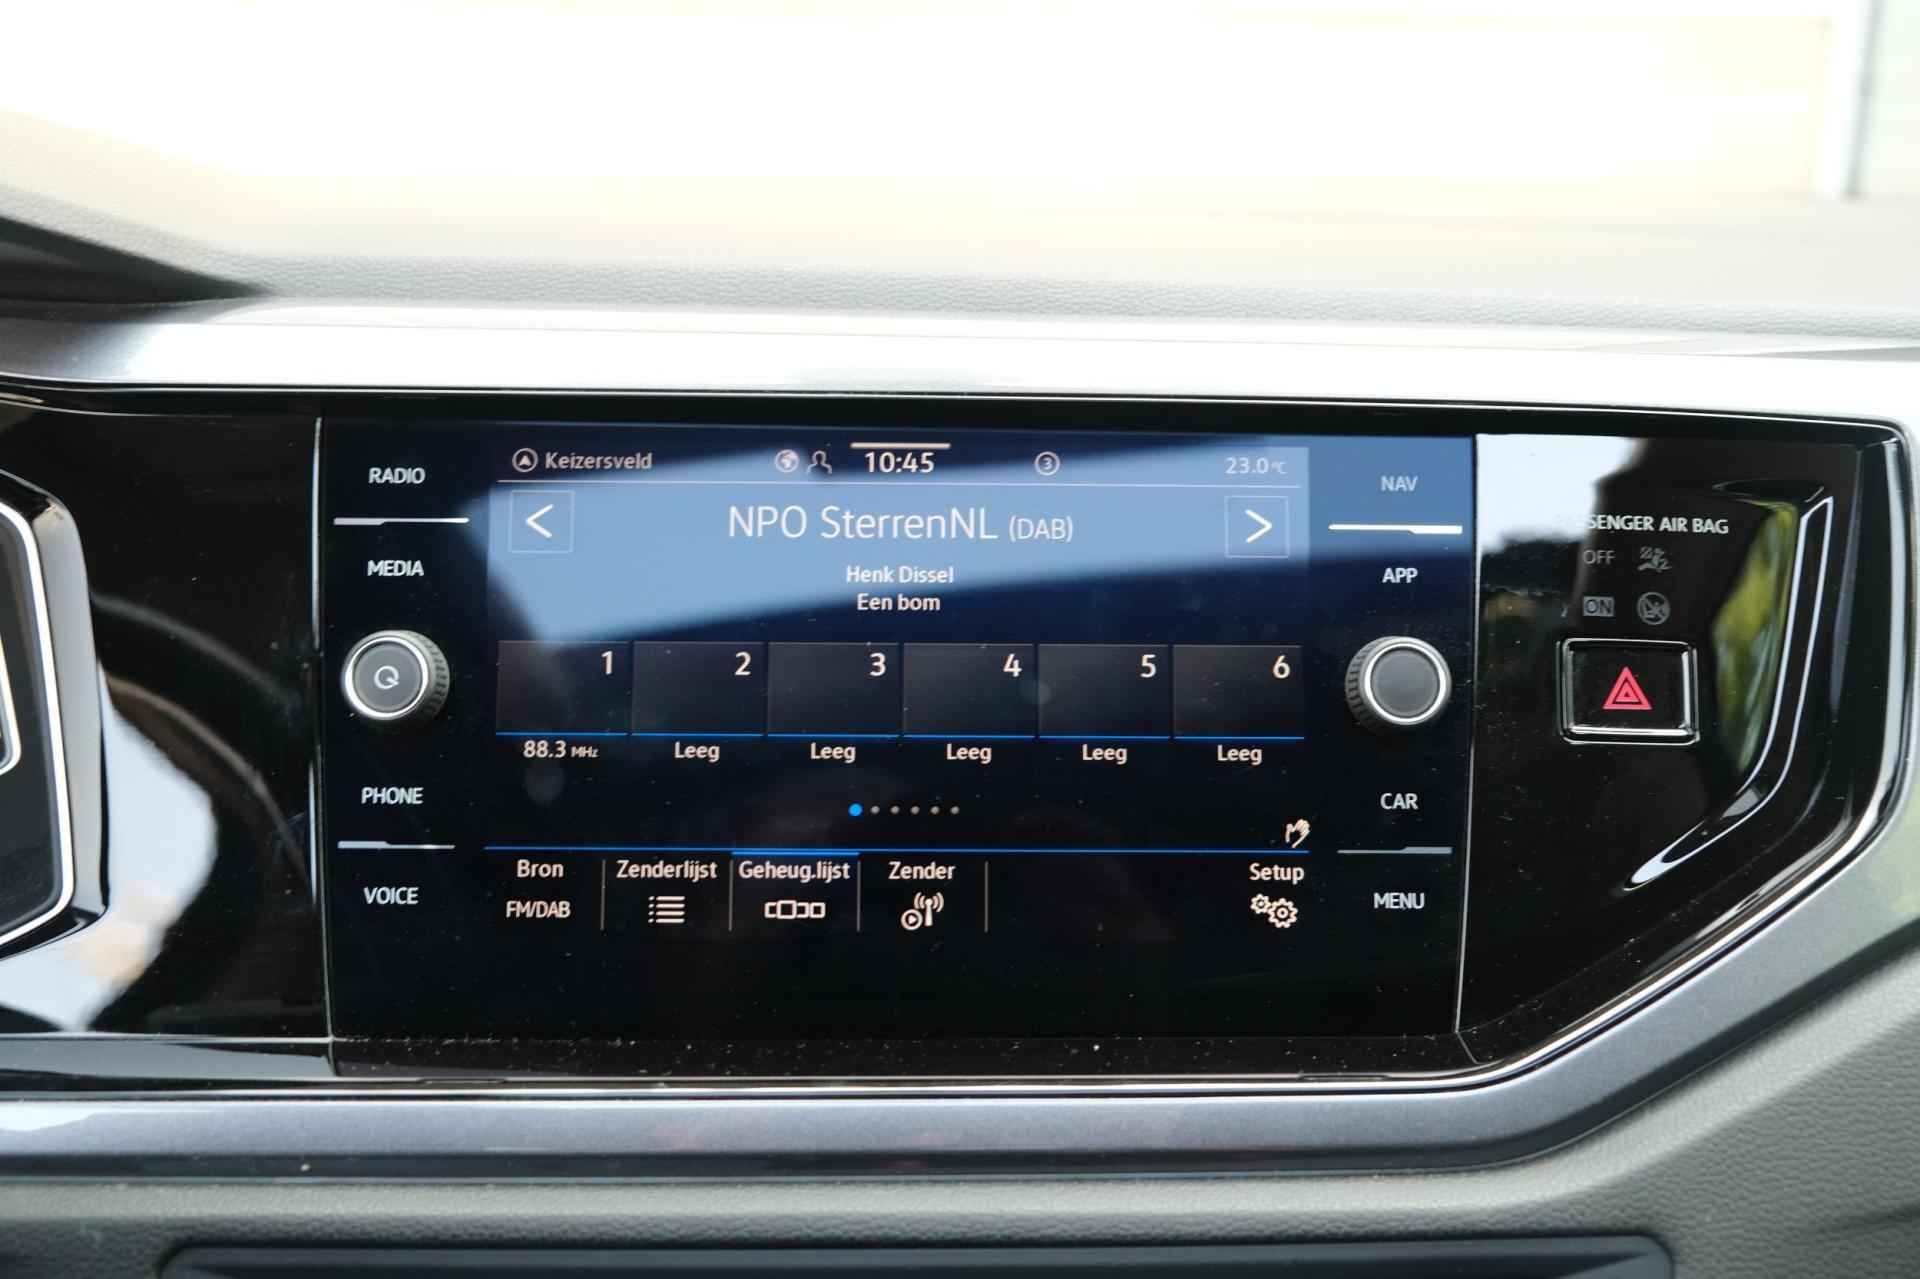 RADIO
MEDIA
PHONE
VOICE
Keizersveld
10:45
3
23.0°C
NPO SterrenNL (DAB)
Henk Dissel
Een bom
1 2 3 4 5 6
88.3 MHz Leeg Leeg Leeg Leeg Leeg
Bron Zenderlijst Geheug.lijst Zender Setup
FM/DAB
NAV
APP
CAR
MENU
AIR BAG
OFF
ON